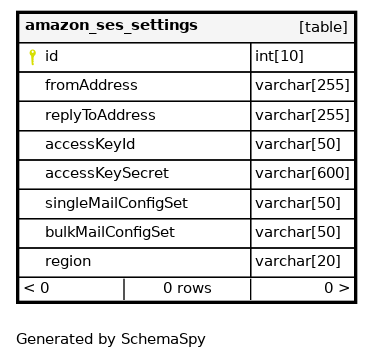 amazon_ses_settings [table]
id int[10]
fromAddress varchar[255]
replyToAddress varchar[255]
accessKeyId varchar[50]
accessKeySecret varchar[600]
singleMailConfigSet varchar[50]
bulkMailConfigSet varchar[50]
region varchar[20]
< 0 0 rows 0 >
Generated by SchemaSpy